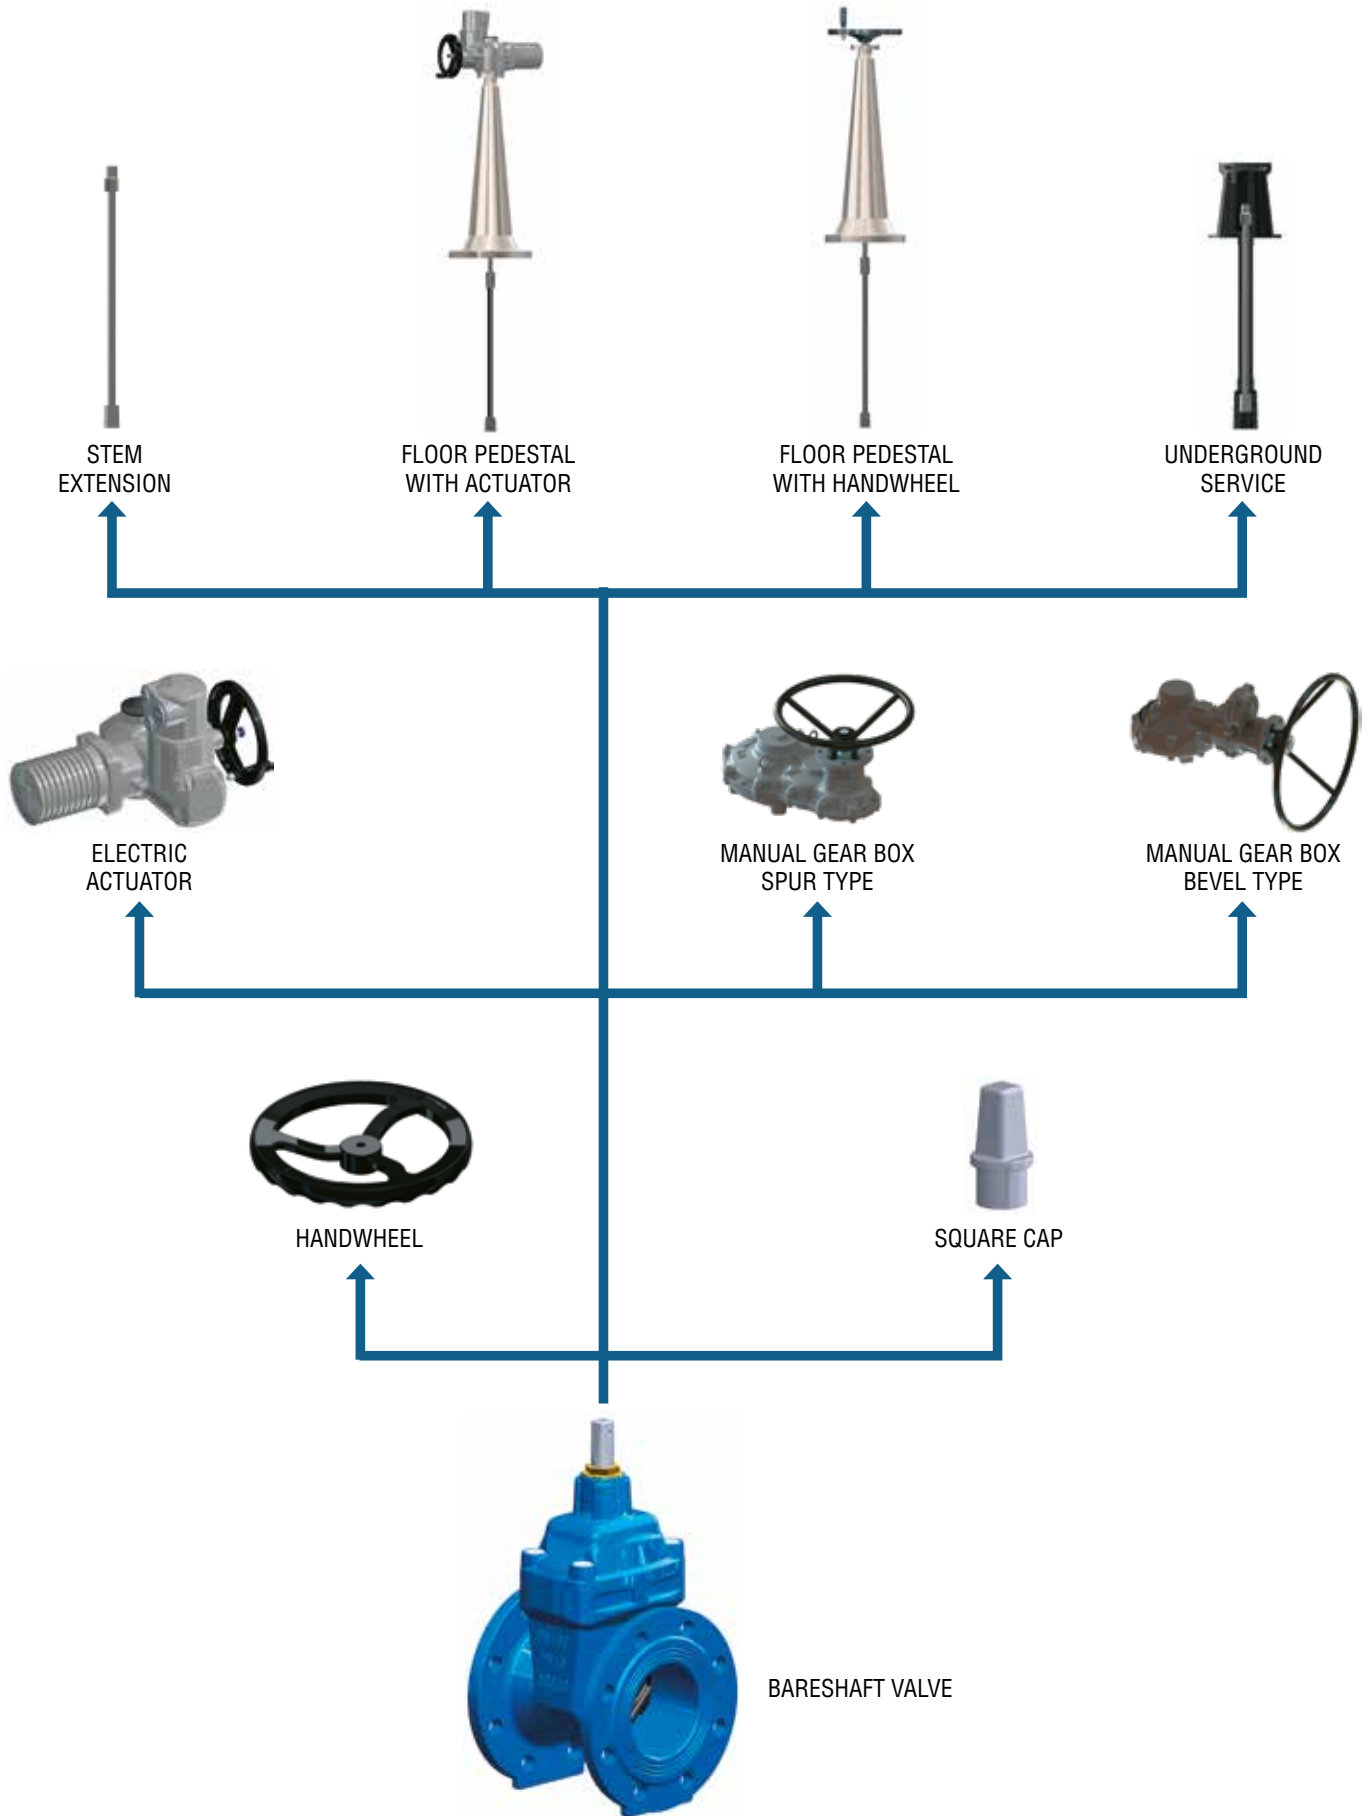 STEM
EXTENSION
FLOOR PEDESTAL
WITH ACTUATOR
FLOOR PEDESTAL
WITH HANDWHEEL
UNDERGROUND
SERVICE
ELECTRIC
ACTUATOR
MANUAL GEAR BOX
SPUR TYPE
MANUAL GEAR BOX
BEVEL TYPE
HANDWHEEL
SQUARE CAP
BARESHAFT VALVE